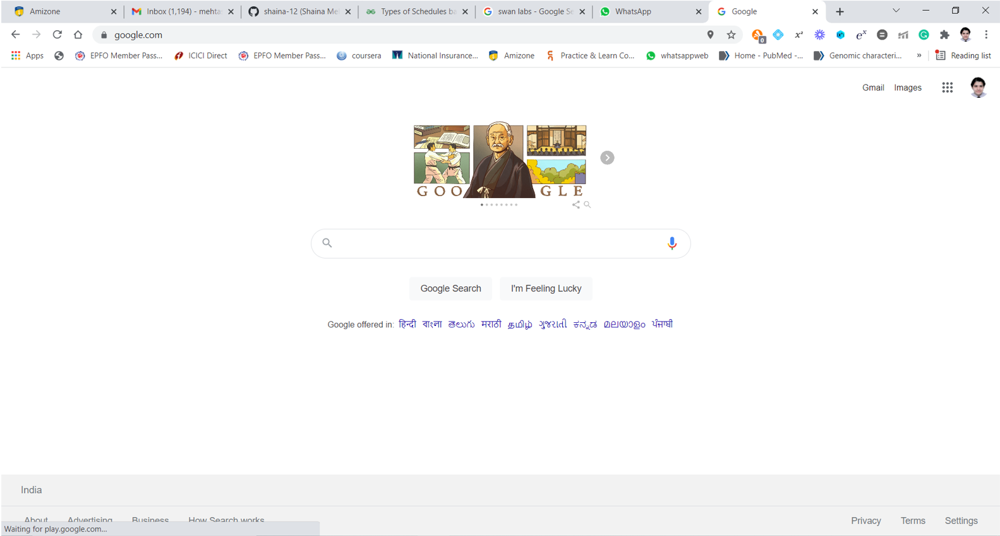 Amizone Inbox (1,194) - mehta shaina-12 (Shaina Me Types of Schedules ba swan labs - Google Se WhatsApp Google
google.com 0 x² eˣ
Apps EPFO Member Pass... ICICI Direct EPFO Member Pass... coursera National Insurance... Amizone Practice & Learn Co... whatsappweb Home - PubMed -... Genomic characteri... » Reading list
Gmail Images
GOO GLE
Google Search I'm Feeling Lucky
Google offered in: हिन्दी বাংলা తెలుగు मराठी தமிழ் ગુજરાતી ಕನ್ನಡ മലയാളം ਪੰਜਾਬੀ
India
About Advertising Business How Search works Privacy Terms Settings
Waiting for play.google.com...